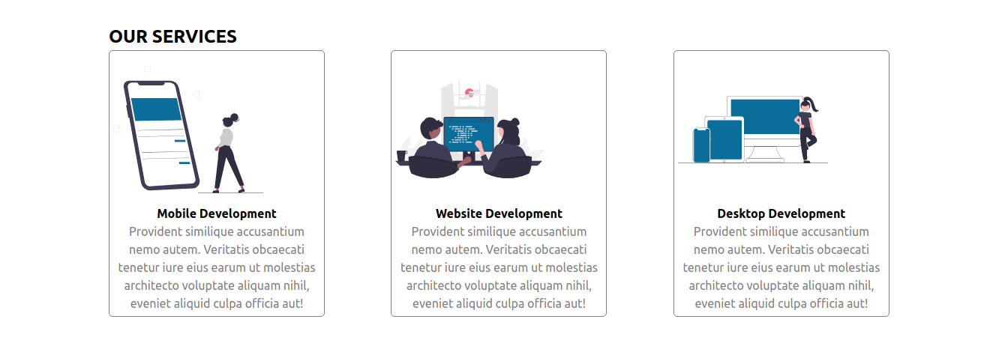 OUR SERVICES
Mobile Development
Provident similique accusantium
nemo autem. Veritatis obcaecati
tenetur iure eius earum ut molestias
architecto voluptate aliquam nihil,
eveniet aliquid culpa officia aut!
Website Development
Provident similique accusantium
nemo autem. Veritatis obcaecati
tenetur iure eius earum ut molestias
architecto voluptate aliquam nihil,
eveniet aliquid culpa officia aut!
Desktop Development
Provident similique accusantium
nemo autem. Veritatis obcaecati
tenetur iure eius earum ut molestias
architecto voluptate aliquam nihil,
eveniet aliquid culpa officia aut!